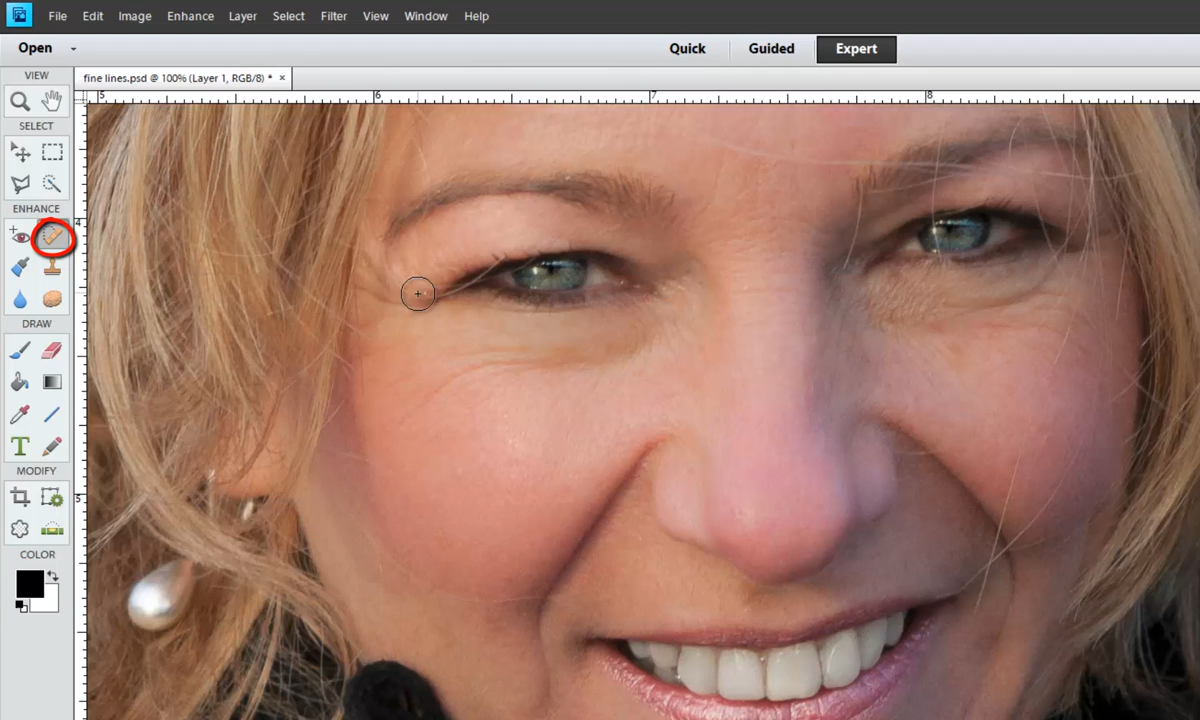 File Edit Image Enhance Layer Select Filter View Window Help
Open Quick Guided Expert
VIEW
fine lines.psd @ 100% (Layer 1, RGB/8) * ×
5 6 7 8
SELECT
ENHANCE
4
DRAW
T
MODIFY
5
COLOR